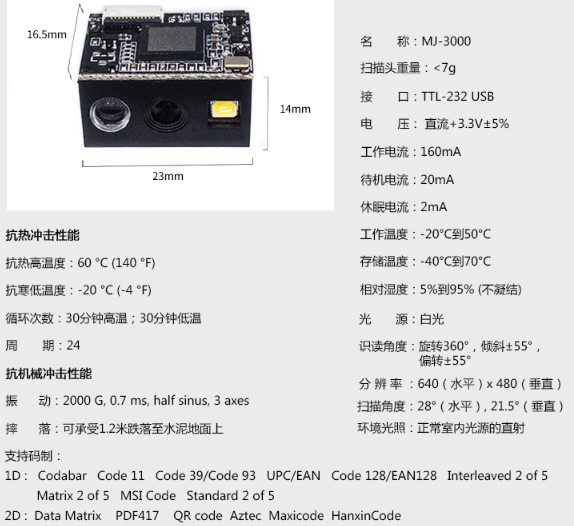 16.5mm
14mm
23mm
名 称：MJ-3000
扫描头重量：<7g
接 口：TTL-232 USB
电 压： 直流+3.3V±5%
工作电流：160mA
待机电流：20mA
休眠电流：2mA
工作温度：-20°C到50°C
存储温度：-40°C到70°C
相对湿度：5%到95% (不凝结)
光 源：白光
识读角度：旋转360°，倾斜±55°，
偏转±55°
分 辨 率 ：640（水平）x 480（垂直）
扫描角度：28°（水平）, 21.5°（垂直）
环境光照：正常室内光源的直射
抗热冲击性能
抗热高温度：60 °C (140 °F)
抗寒低温度：-20 °C (-4 °F)
循环次数：30分钟高温；30分钟低温
周 期：24
抗机械冲击性能
振 动：2000 G, 0.7 ms, half sinus, 3 axes
摔 落：可承受1.2米跌落至水泥地面上
支持码制：
1D： Codabar Code 11 Code 39/Code 93 UPC/EAN Code 128/EAN128 Interleaved 2 of 5
Matrix 2 of 5 MSI Code Standard 2 of 5
2D：Data Matrix PDF417 QR code Aztec Maxicode HanxinCode